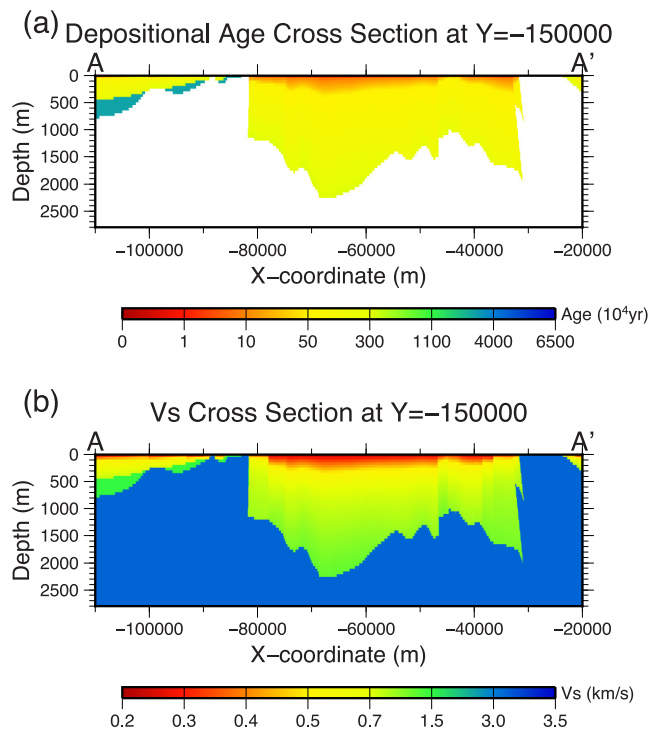 (a) Depositional Age Cross Section at Y=−150000
A A'
Depth (m)
0
500
1000
1500
2000
2500
−100000 −80000 −60000 −40000 −20000
X−coordinate (m)
Age (10⁴yr)
0 1 10 50 300 1100 4000 6500
(b) Vs Cross Section at Y=−150000
A A'
Depth (m)
0
500
1000
1500
2000
2500
−100000 −80000 −60000 −40000 −20000
X−coordinate (m)
Vs (km/s)
0.2 0.3 0.4 0.5 0.7 1.5 3.0 3.5